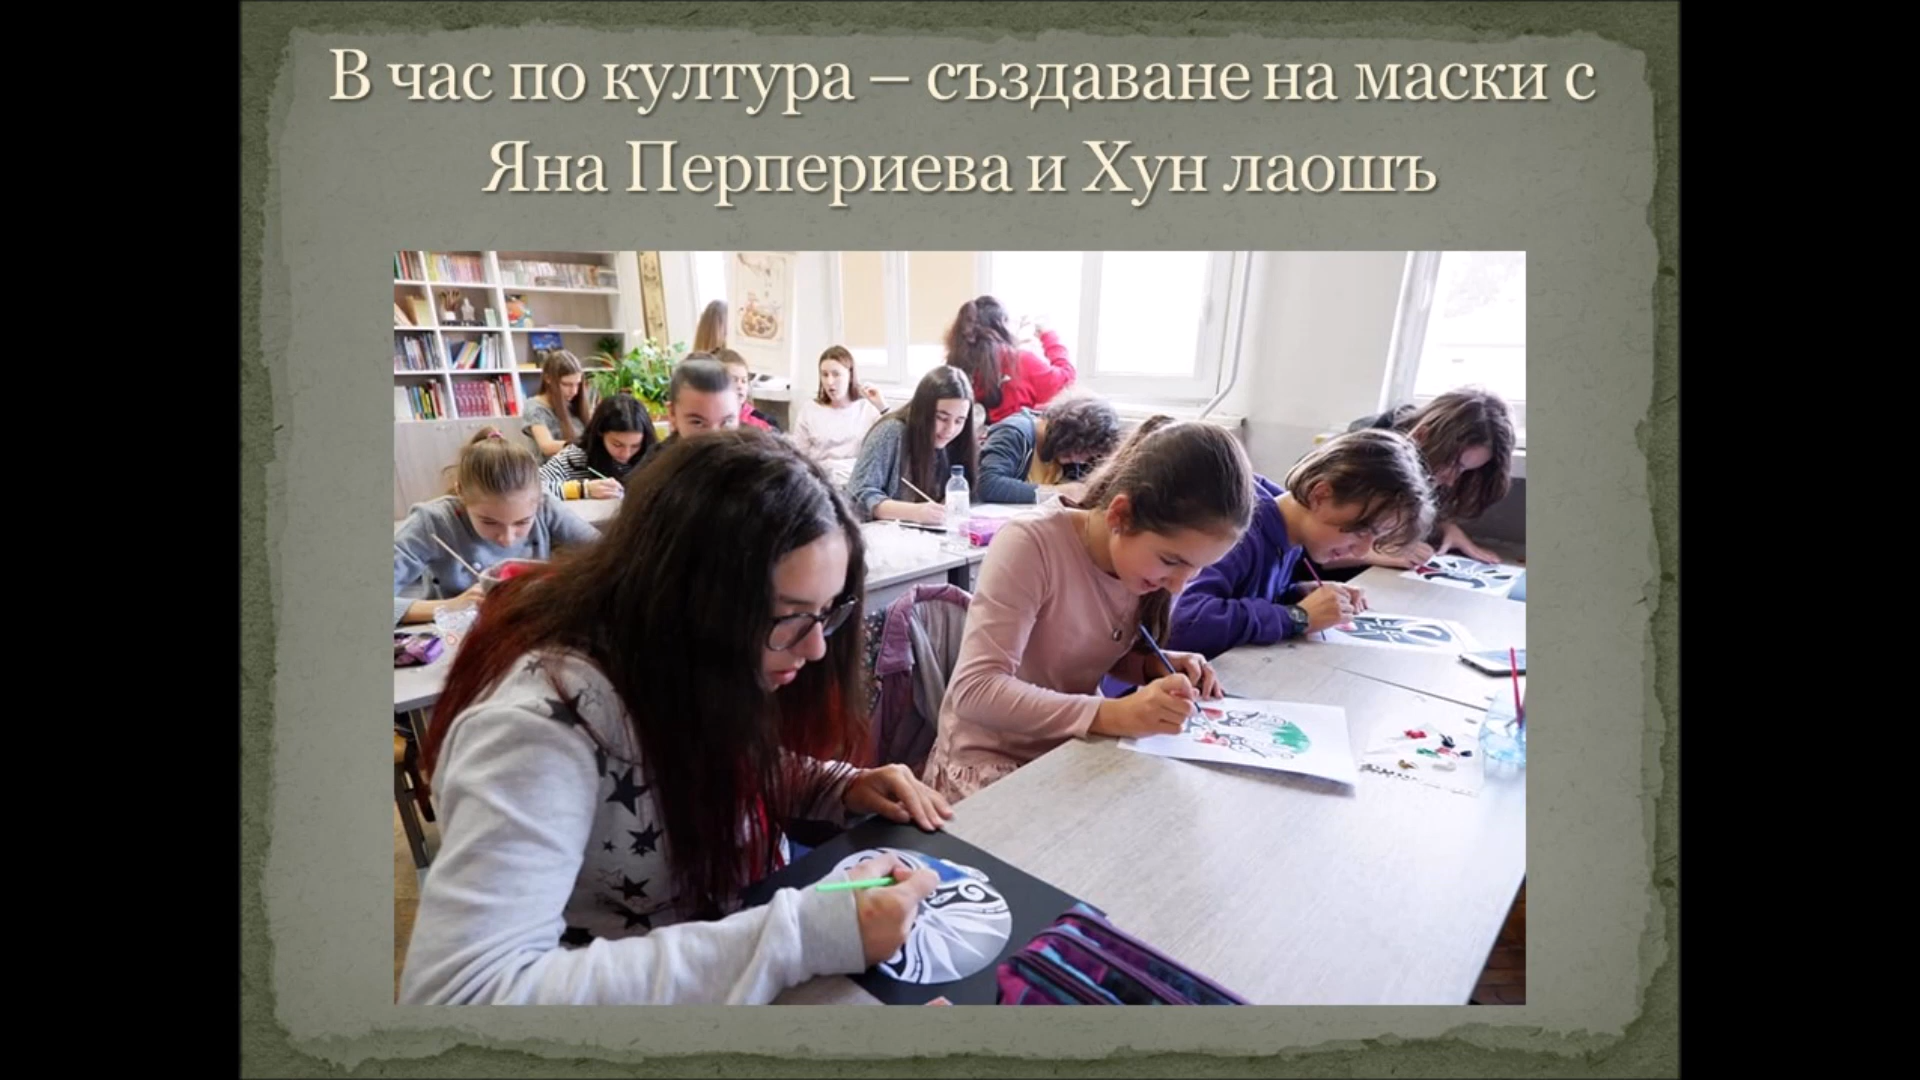 В час по култура – създаване на маски с
Яна Перпериева и Хун лаошъ